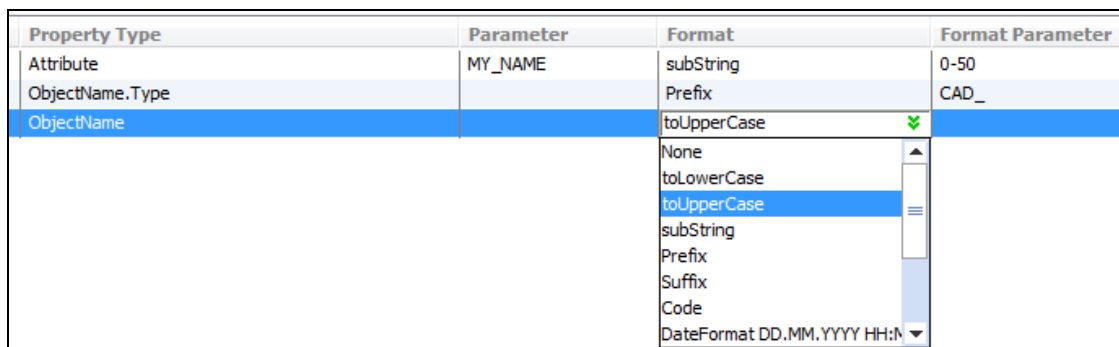 Property Type Parameter Format Format Parameter
Attribute MY_NAME subString 0-50
ObjectName.Type Prefix CAD_
ObjectName toUpperCase
None
toLowerCase
toUpperCase
subString
Prefix
Suffix
Code
DateFormat DD.MM.YYYY HH: